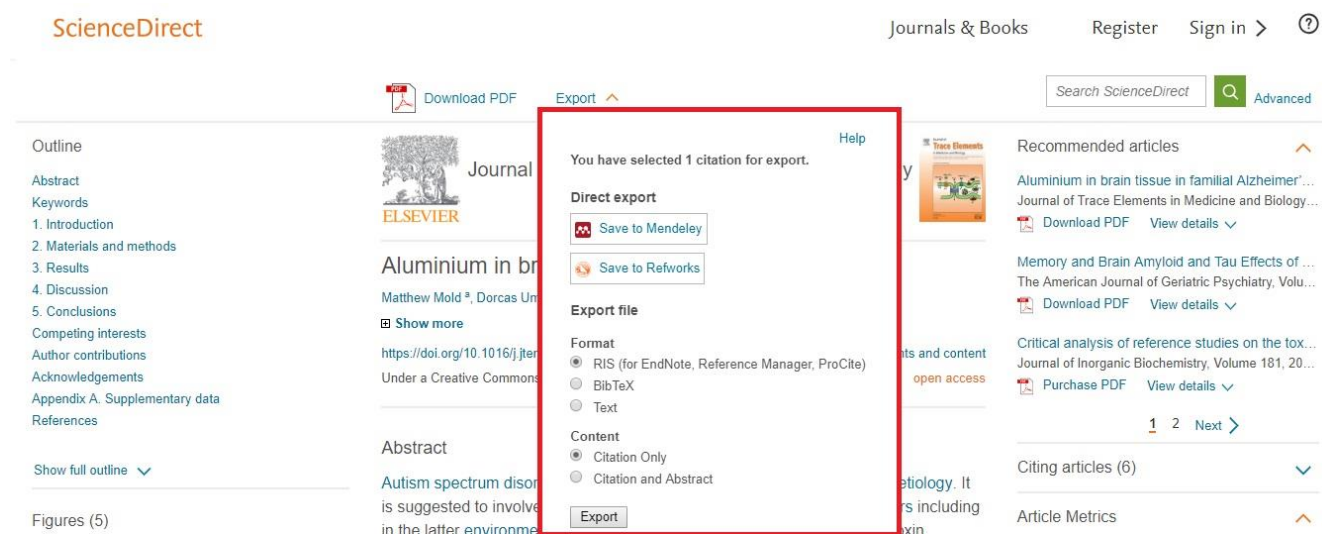 ScienceDirect
Journals & Books Register Sign in > ?
PDF Download PDF Export
Search ScienceDirect Advanced
Outline
Abstract
Keywords
1. Introduction
2. Materials and methods
3. Results
4. Discussion
5. Conclusions
Competing interests
Author contributions
Acknowledgements
Appendix A. Supplementary data
References
Show full outline
Figures (5)
ELSEVIER
Journal
y
Trace Elements
Aluminium in br
Matthew Mold ª, Dorcas Um
Show more
https://doi.org/10.1016/j.jter
Under a Creative Commons
nts and content
open access
Abstract
Autism spectrum disor
etiology. It
is suggested to involve
rs including
in the latter environme
oxin
Help
You have selected 1 citation for export.
Direct export
Save to Mendeley
Save to Refworks
Export file
Format
RIS (for EndNote, Reference Manager, ProCite)
BibTeX
Text
Content
Citation Only
Citation and Abstract
Export
Recommended articles
Aluminium in brain tissue in familial Alzheimer'...
Journal of Trace Elements in Medicine and Biology...
Download PDF View details
Memory and Brain Amyloid and Tau Effects of ...
The American Journal of Geriatric Psychiatry, Volu...
Download PDF View details
Critical analysis of reference studies on the tox...
Journal of Inorganic Biochemistry, Volume 181, 20...
Purchase PDF View details
1 2 Next >
Citing articles (6)
Article Metrics